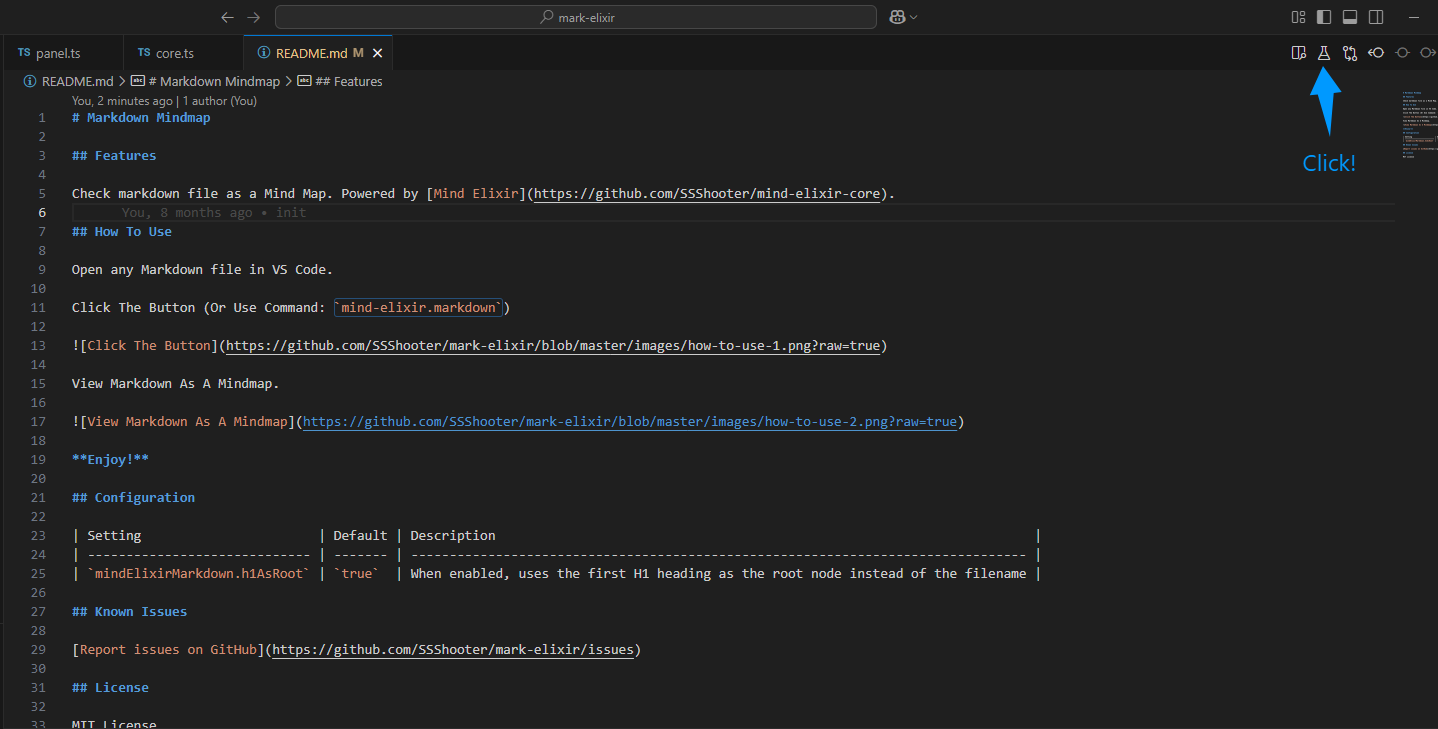 mark-elixir
TS panel.ts
TS core.ts
README.md M
README.md > # Markdown Mindmap > ## Features
You, 2 minutes ago | 1 author (You)
1 # Markdown Mindmap
2
3 ## Features
4
5 Check markdown file as a Mind Map. Powered by [Mind Elixir](https://github.com/SSShooter/mind-elixir-core).
6 You, 8 months ago • init
7 ## How To Use
8
9 Open any Markdown file in VS Code.
10
11 Click The Button (Or Use Command: `mind-elixir.markdown`)
12
13 ![Click The Button](https://github.com/SSShooter/mark-elixir/blob/master/images/how-to-use-1.png?raw=true)
14
15 View Markdown As A Mindmap.
16
17 ![View Markdown As A Mindmap](https://github.com/SSShooter/mark-elixir/blob/master/images/how-to-use-2.png?raw=true)
18
19 **Enjoy!**
20
21 ## Configuration
22
23 | Setting                       | Default | Description                                                                      |
24 | ----------------------------- | ------- | -------------------------------------------------------------------------------- |
25 | `mindElixirMarkdown.h1AsRoot` | `true`  | When enabled, uses the first H1 heading as the root node instead of the filename |
26
27 ## Known Issues
28
29 [Report issues on GitHub](https://github.com/SSShooter/mark-elixir/issues)
30
31 ## License
32
33 MIT License
Click!